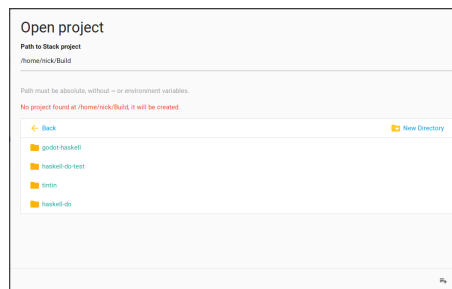 Open project
Path to Stack project
/home/nick/Build
Path must be absolute, without ~ or environment variables.
No project found at /home/nick/Build, it will be created.
Back New Directory
godot-haskell
haskell-do-test
tintin
haskell-do